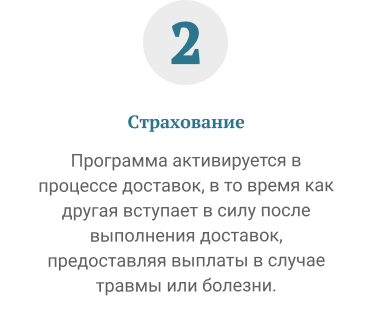 2
Страхование
Программа активируется в
процессе доставок, в то время как
другая вступает в силу после
выполнения доставок,
предоставляя выплаты в случае
травмы или болезни.